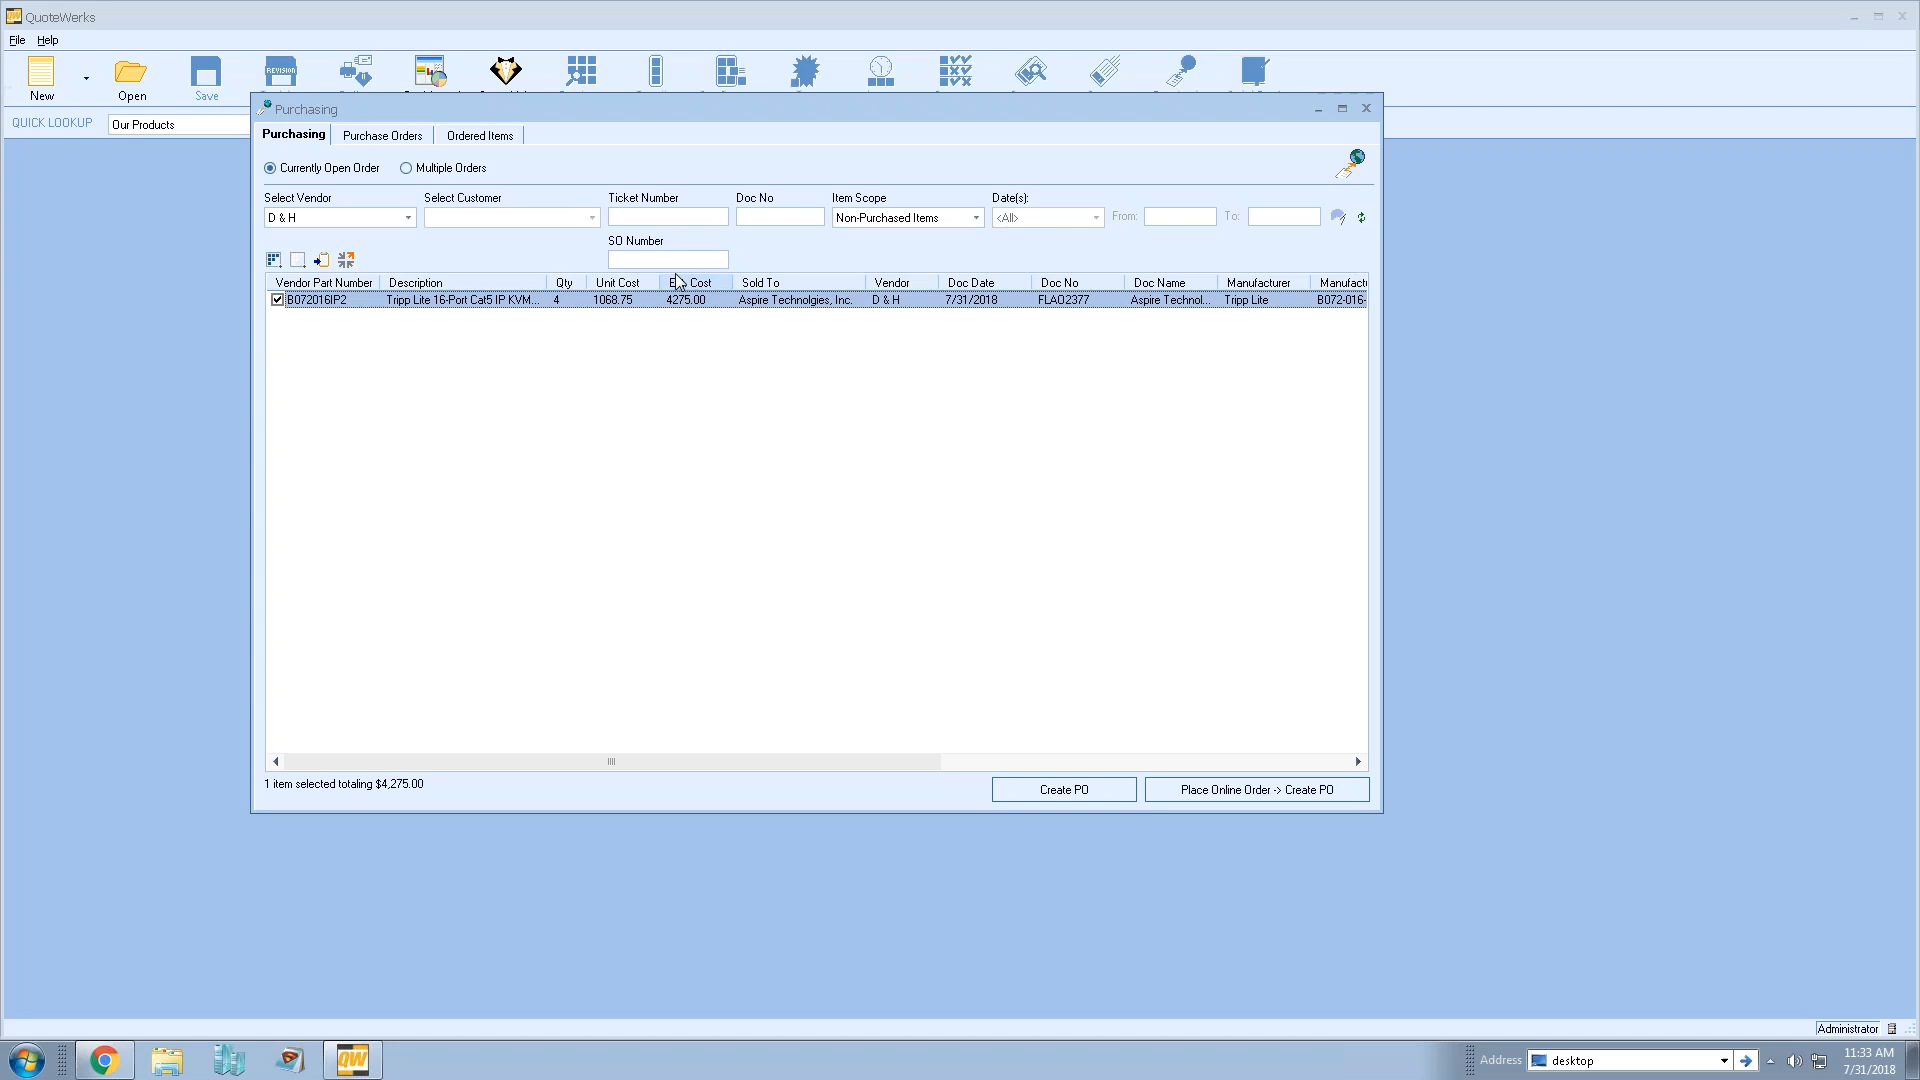 QuoteWerks
File Help
REVISION
New Open Save
QUICK LOOKUP Our Products
Purchasing
Purchasing Purchase Orders Ordered Items
Currently Open Order Multiple Orders
Select Vendor Select Customer Ticket Number Doc No Item Scope Date(s):
D & H Non-Purchased Items <All> From: To:
SO Number
Vendor Part Number Description Qty Unit Cost Cost Sold To Vendor Doc Date Doc No Doc Name Manufacturer Manufactu
B072016IP2 Tripp Lite 16-Port Cat5 IP KVM... 4 1068.75 4275.00 Aspire Technolgies, Inc. D & H 7/31/2018 FLAO2377 Aspire Technol... Tripp Lite B072-016-
1 item selected totaling $4,275.00
Create PO Place Online Order -> Create PO
Administrator
QW
Address desktop
11:33 AM
7/31/2018